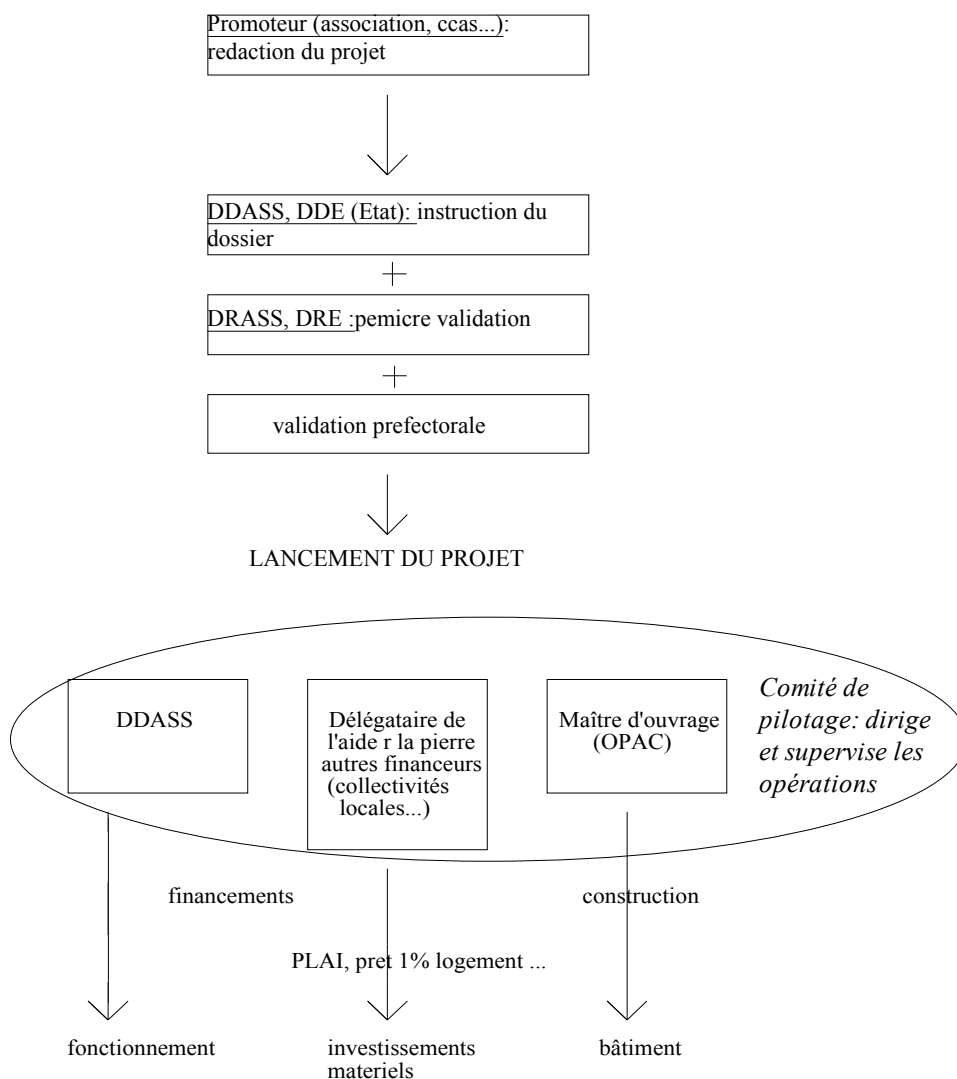 Promoteur (association, ccas...):
redaction du projet
DDASS, DDE (Etat): instruction du
dossier
+
DRASS, DRE :pemicre validation
+
validation prefectorale
LANCEMENT DU PROJET
DDASS
Délégataire de
l'aide r la pierre
autres financeurs
(collectivités
locales...)
Maître d'ouvrage
(OPAC)
Comité de
pilotage: dirige
et supervise les
opérations
financements
construction
PLAI, pret 1% logement ...
fonctionnement
investissements
materiels
bâtiment